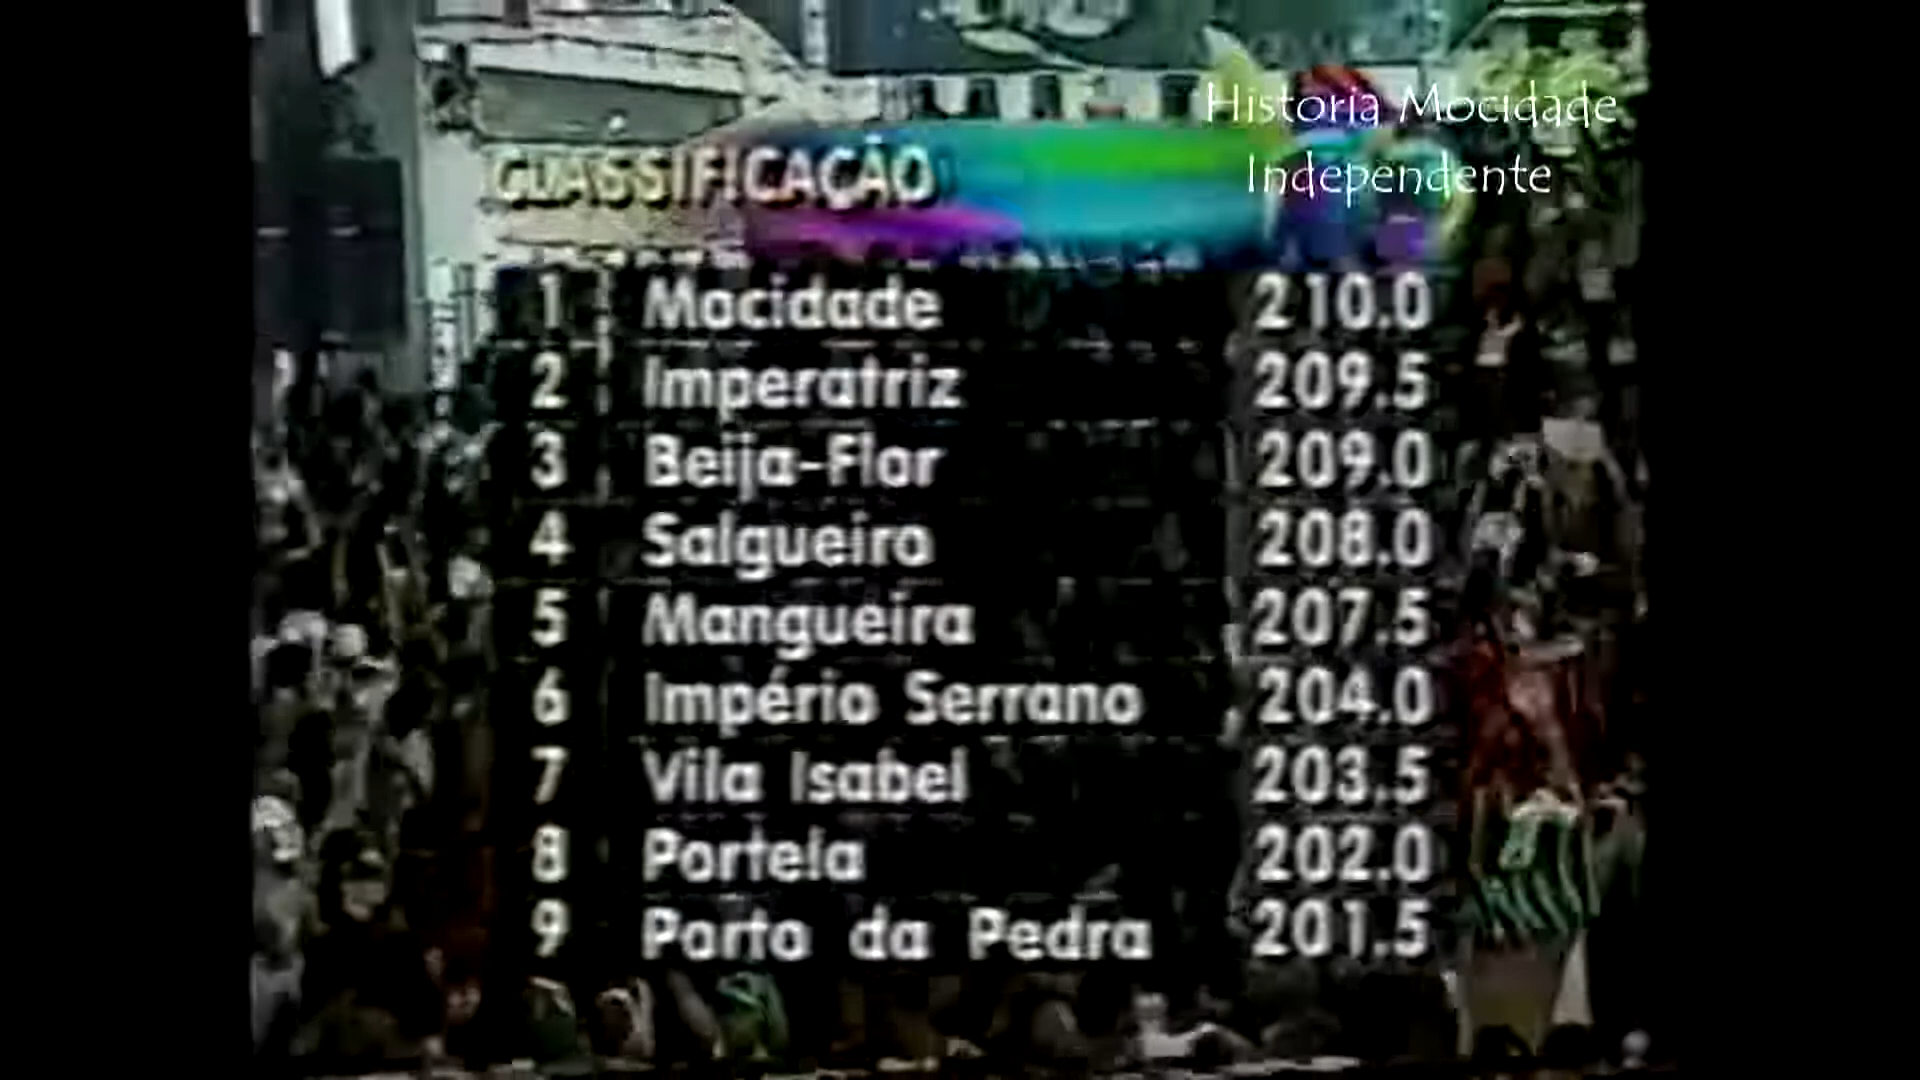 Historia Mocidade
Independente
CLASSIFICAÇÃO
1 Mocidade 210.0
2 Imperatriz 209.5
3 Beija-Flor 209.0
4 Salgueiro 208.0
5 Mangueira 207.5
6 Império Serrano 204.0
7 Vila Isabel 203.5
8 Portela 202.0
9 Porto da Pedra 201.5